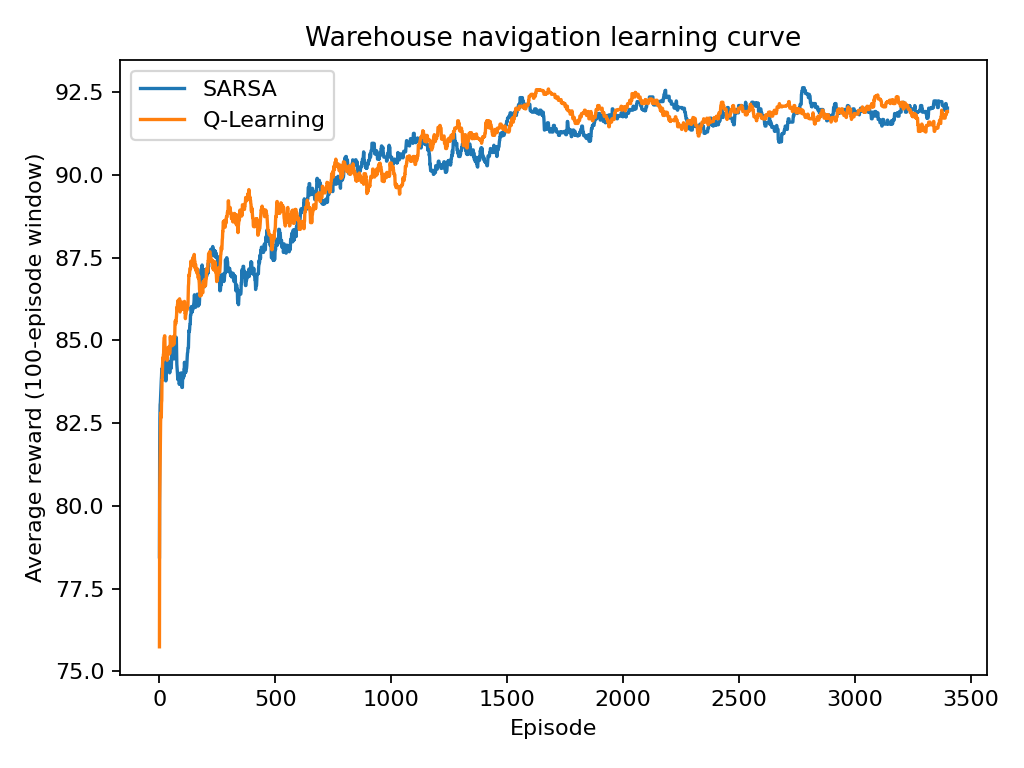 Warehouse navigation learning curve
SARSA
Q-Learning
Average reward (100-episode window)
92.5
90.0
87.5
85.0
82.5
80.0
77.5
75.0
0 500 1000 1500 2000 2500 3000 3500
Episode